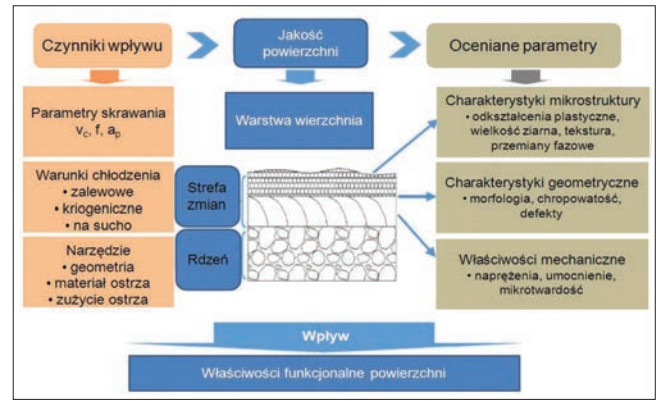 Czynniki wpływu
Parametry skrawania
vc, f, ap
Warunki chłodzenia
• zalewowe
• kriogeniczne
• na sucho
Narzędzie
• geometria
• materiał ostrza
• zużycie ostrza
Jakość
powierzchni
Warstwa wierzchnia
Strefa
zmian
Rdzeń
Oceniane parametry
Charakterystyki mikrostruktury
• odkształcenia plastyczne,
wielkość ziarna, tekstura,
przemiany fazowe
Charakterystyki geometryczne
• morfologia, chropowatość,
defekty
Właściwości mechaniczne
• naprężenia, umocnienie,
mikrotwardość
Wpływ
Właściwości funkcjonalne powierzchni